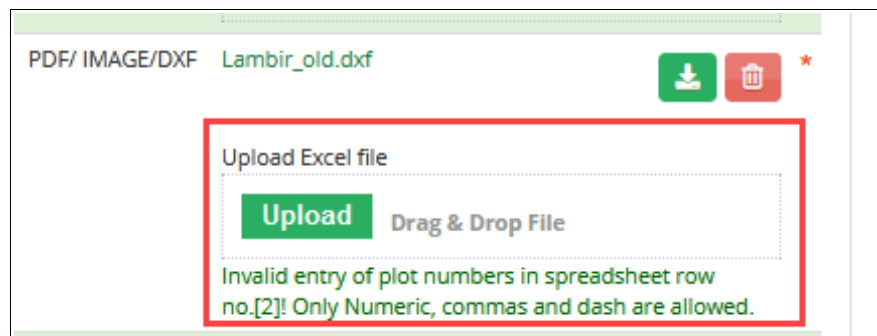 PDF/ IMAGE/DXF Lambir_old.dxf *
Upload Excel file
Upload Drag & Drop File
Invalid entry of plot numbers in spreadsheet row
no.[2]! Only Numeric, commas and dash are allowed.